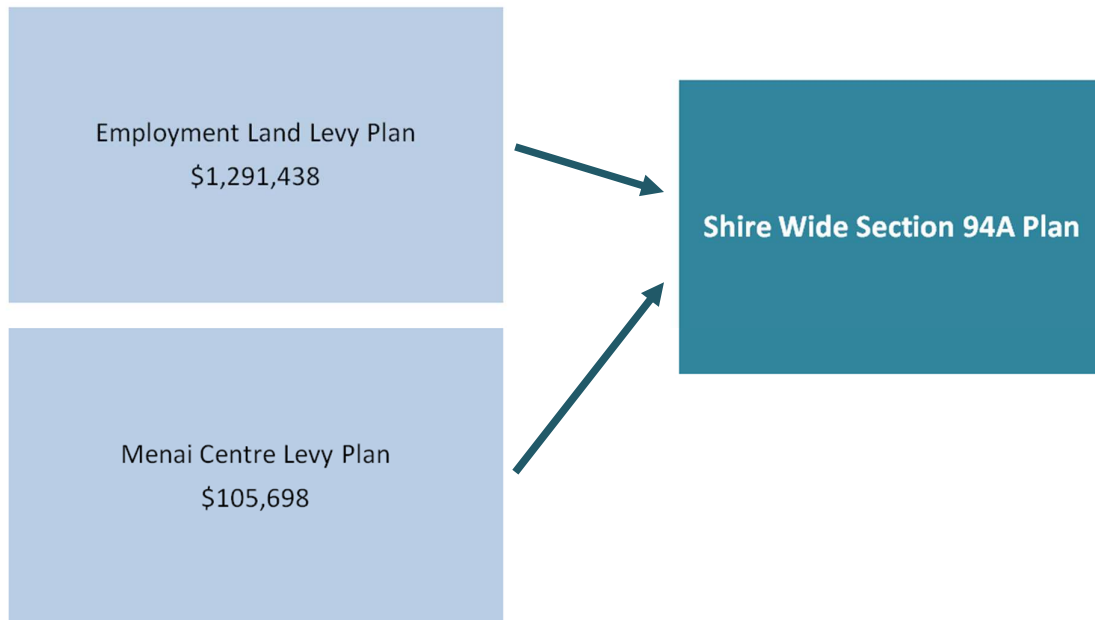 Employment Land Levy Plan
$1,291,438
Shire Wide Section 94A Plan
Menai Centre Levy Plan
$105,698